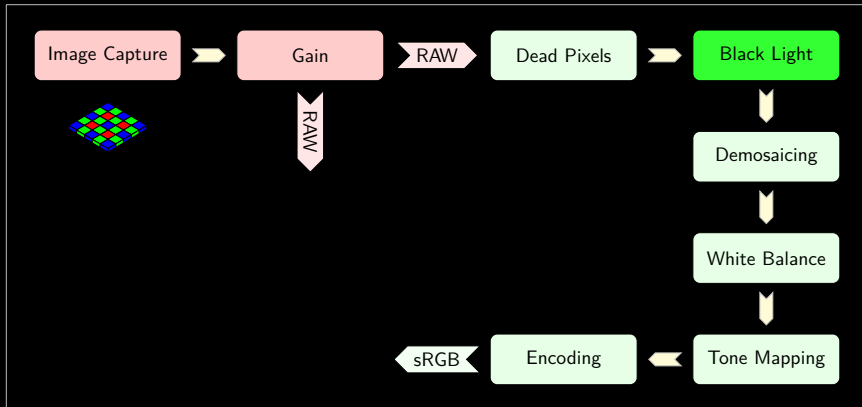 Image Capture
Gain
RAW
Dead Pixels
Black Light
RAW
Demosaicing
White Balance
sRGB
Encoding
Tone Mapping